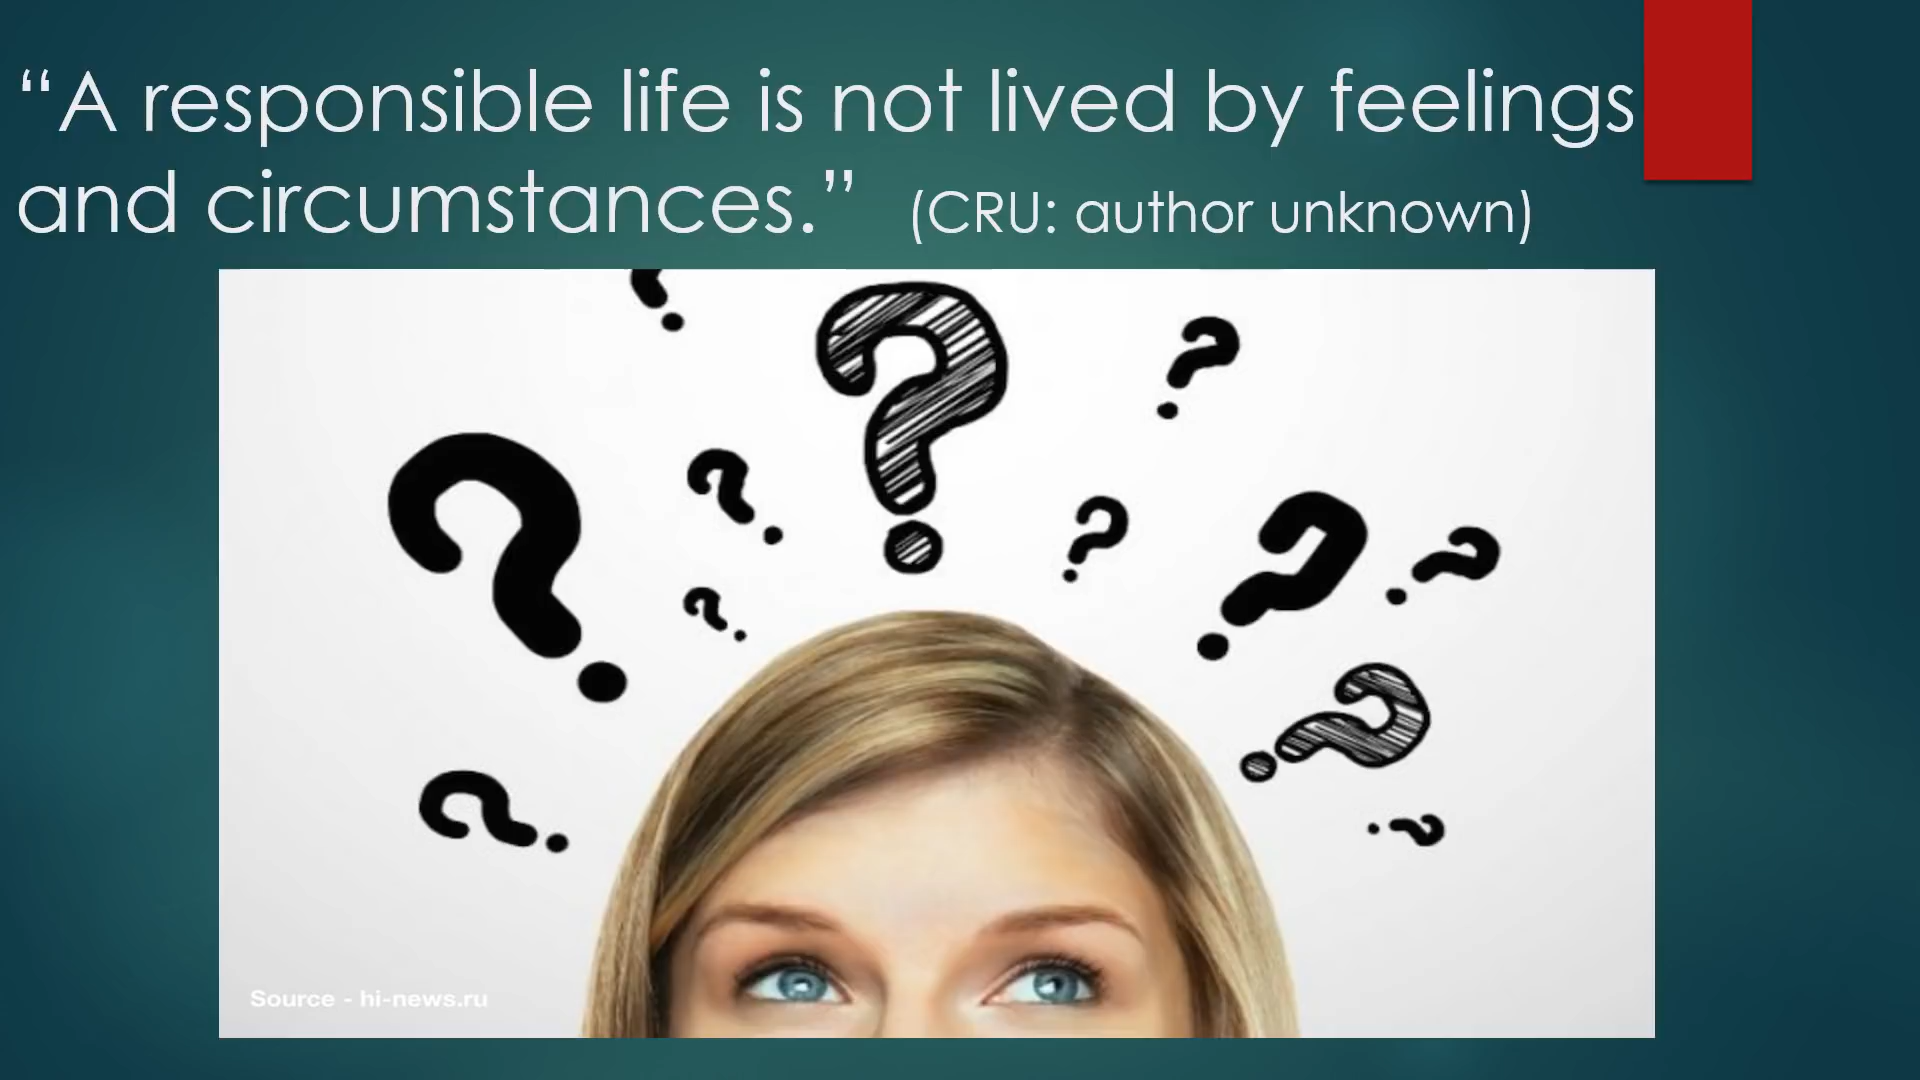 “A responsible life is not lived by feelings
and circumstances.” (CRU: author unknown)
Source - hi-news.ru